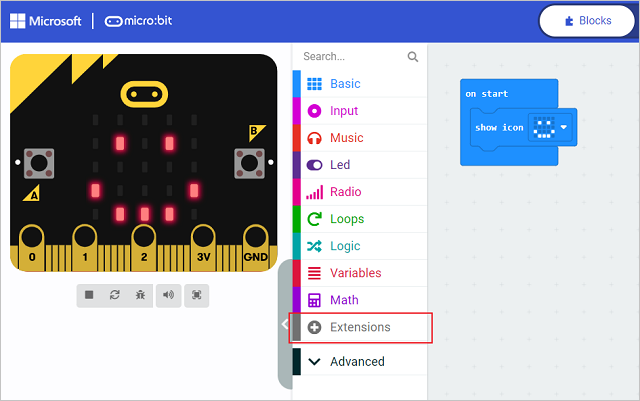 Microsoft | micro:bit
Blocks
Search...
Basic
Input
Music
Led
Radio
Loops
Logic
Variables
Math
Extensions
Advanced
on start
show icon
B
A
0 1 2 3V GND